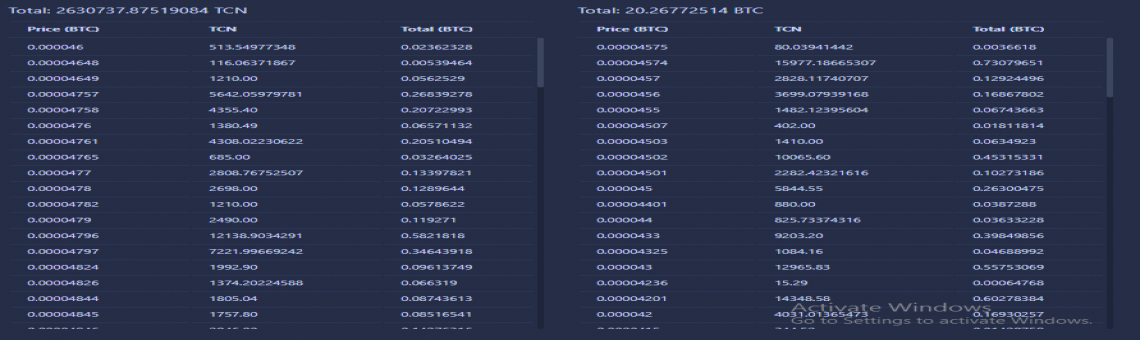 Total: 2630737.87519084 TCN
Price (BTC) TCN Total (BTC)
0.000046 513.54977348 0.02362328
0.00004648 116.06371867 0.00539464
0.00004649 1210.00 0.0562529
0.00004757 5642.05979781 0.26839278
0.00004758 4355.40 0.20722993
0.0000476 1380.49 0.06571132
0.00004761 4308.02230622 0.20510494
0.00004765 685.00 0.03264025
0.0000477 2808.76752507 0.13397821
0.0000478 2698.00 0.1289644
0.00004782 1210.00 0.0578622
0.0000479 2490.00 0.119271
0.00004796 12138.9034291 0.5821818
0.00004797 7221.99669242 0.34643918
0.00004824 1992.90 0.09613749
0.00004826 1374.20224588 0.066319
0.00004844 1805.04 0.08743613
0.00004845 1757.80 0.08516541
Total: 20.26772514 BTC
Price (BTC) TCN Total (BTC)
0.00004575 80.03941442 0.0036618
0.00004574 15977.18665307 0.73079651
0.0000457 2828.11740707 0.12924496
0.0000456 3699.07939168 0.16867802
0.0000455 1482.12395604 0.06743663
0.00004507 402.00 0.01811814
0.00004503 1410.00 0.0634923
0.00004502 10065.60 0.45315331
0.00004501 2282.42321616 0.10273186
0.000045 5844.55 0.26300475
0.00004401 880.00 0.0387288
0.000044 825.73374316 0.03633228
0.0000433 9203.20 0.39849856
0.00004325 1084.16 0.04688992
0.000043 12965.83 0.55753069
0.00004236 15.29 0.00064768
0.00004201 14348.58 0.60278384
0.000042 4031.01365473 0.16930257
Activate Windows
Go to Settings to activate Windows.